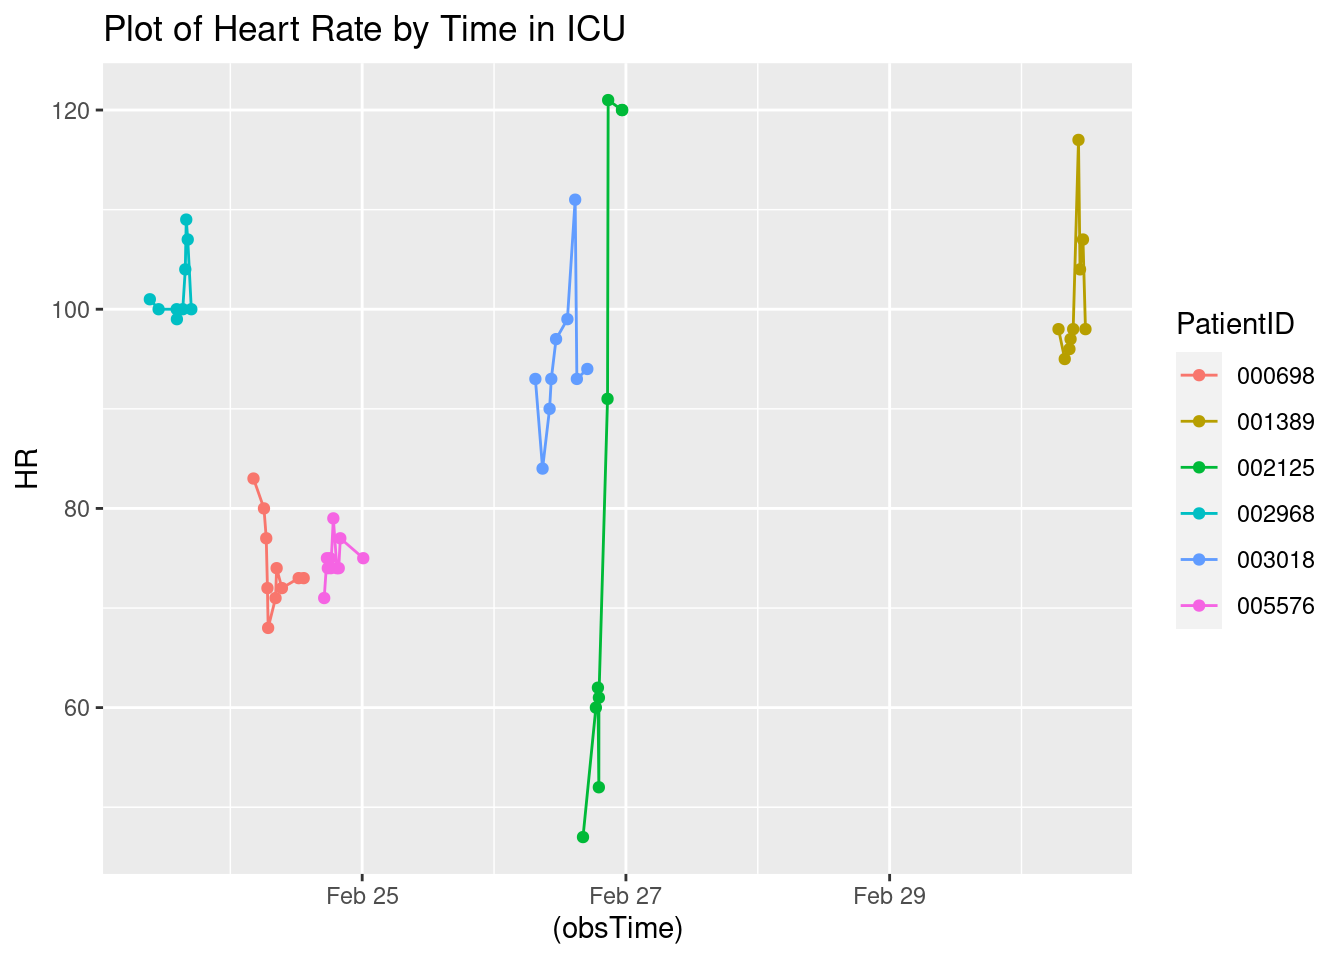 Plot of Heart Rate by Time in ICU
120
100
80
60
HR
Feb 25
Feb 27
Feb 29
(obsTime)
PatientID
000698
001389
002125
002968
003018
005576